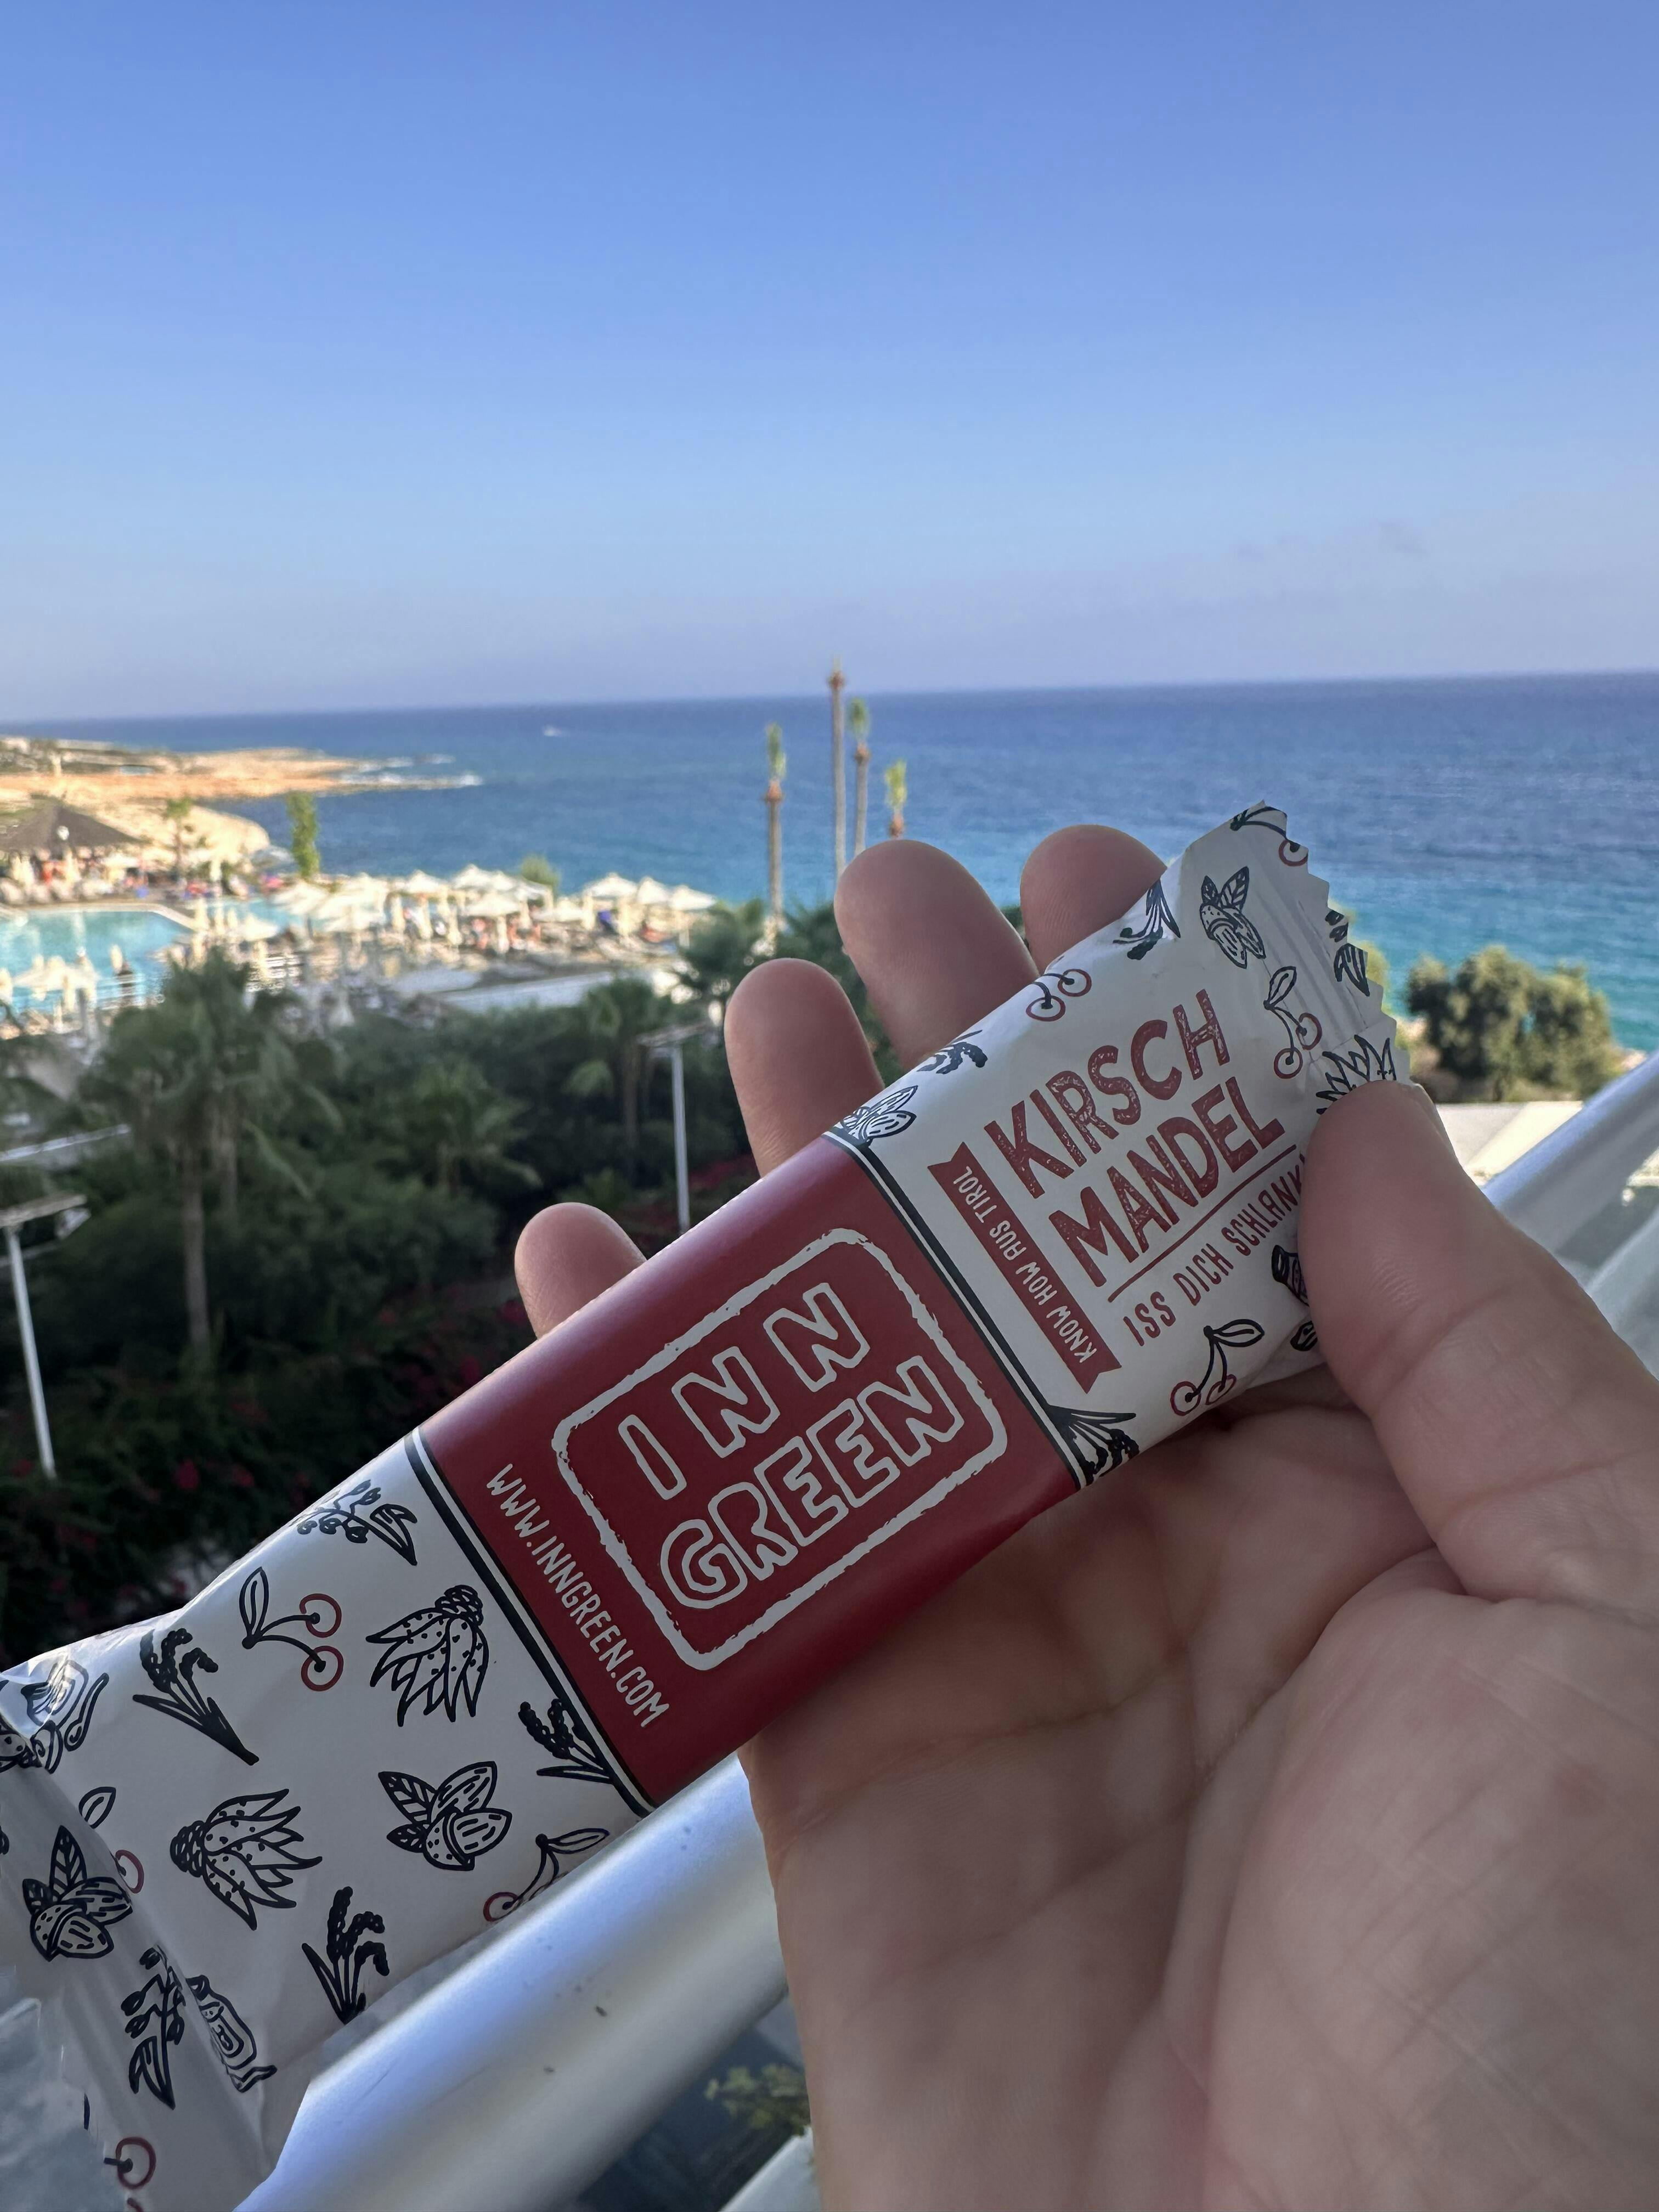 INN
GREEN
WWW.INNGREEN.COM
KNOW HOW AUS TIROL
KIRSCH
MANDEL
ISS DICH SCHLANK